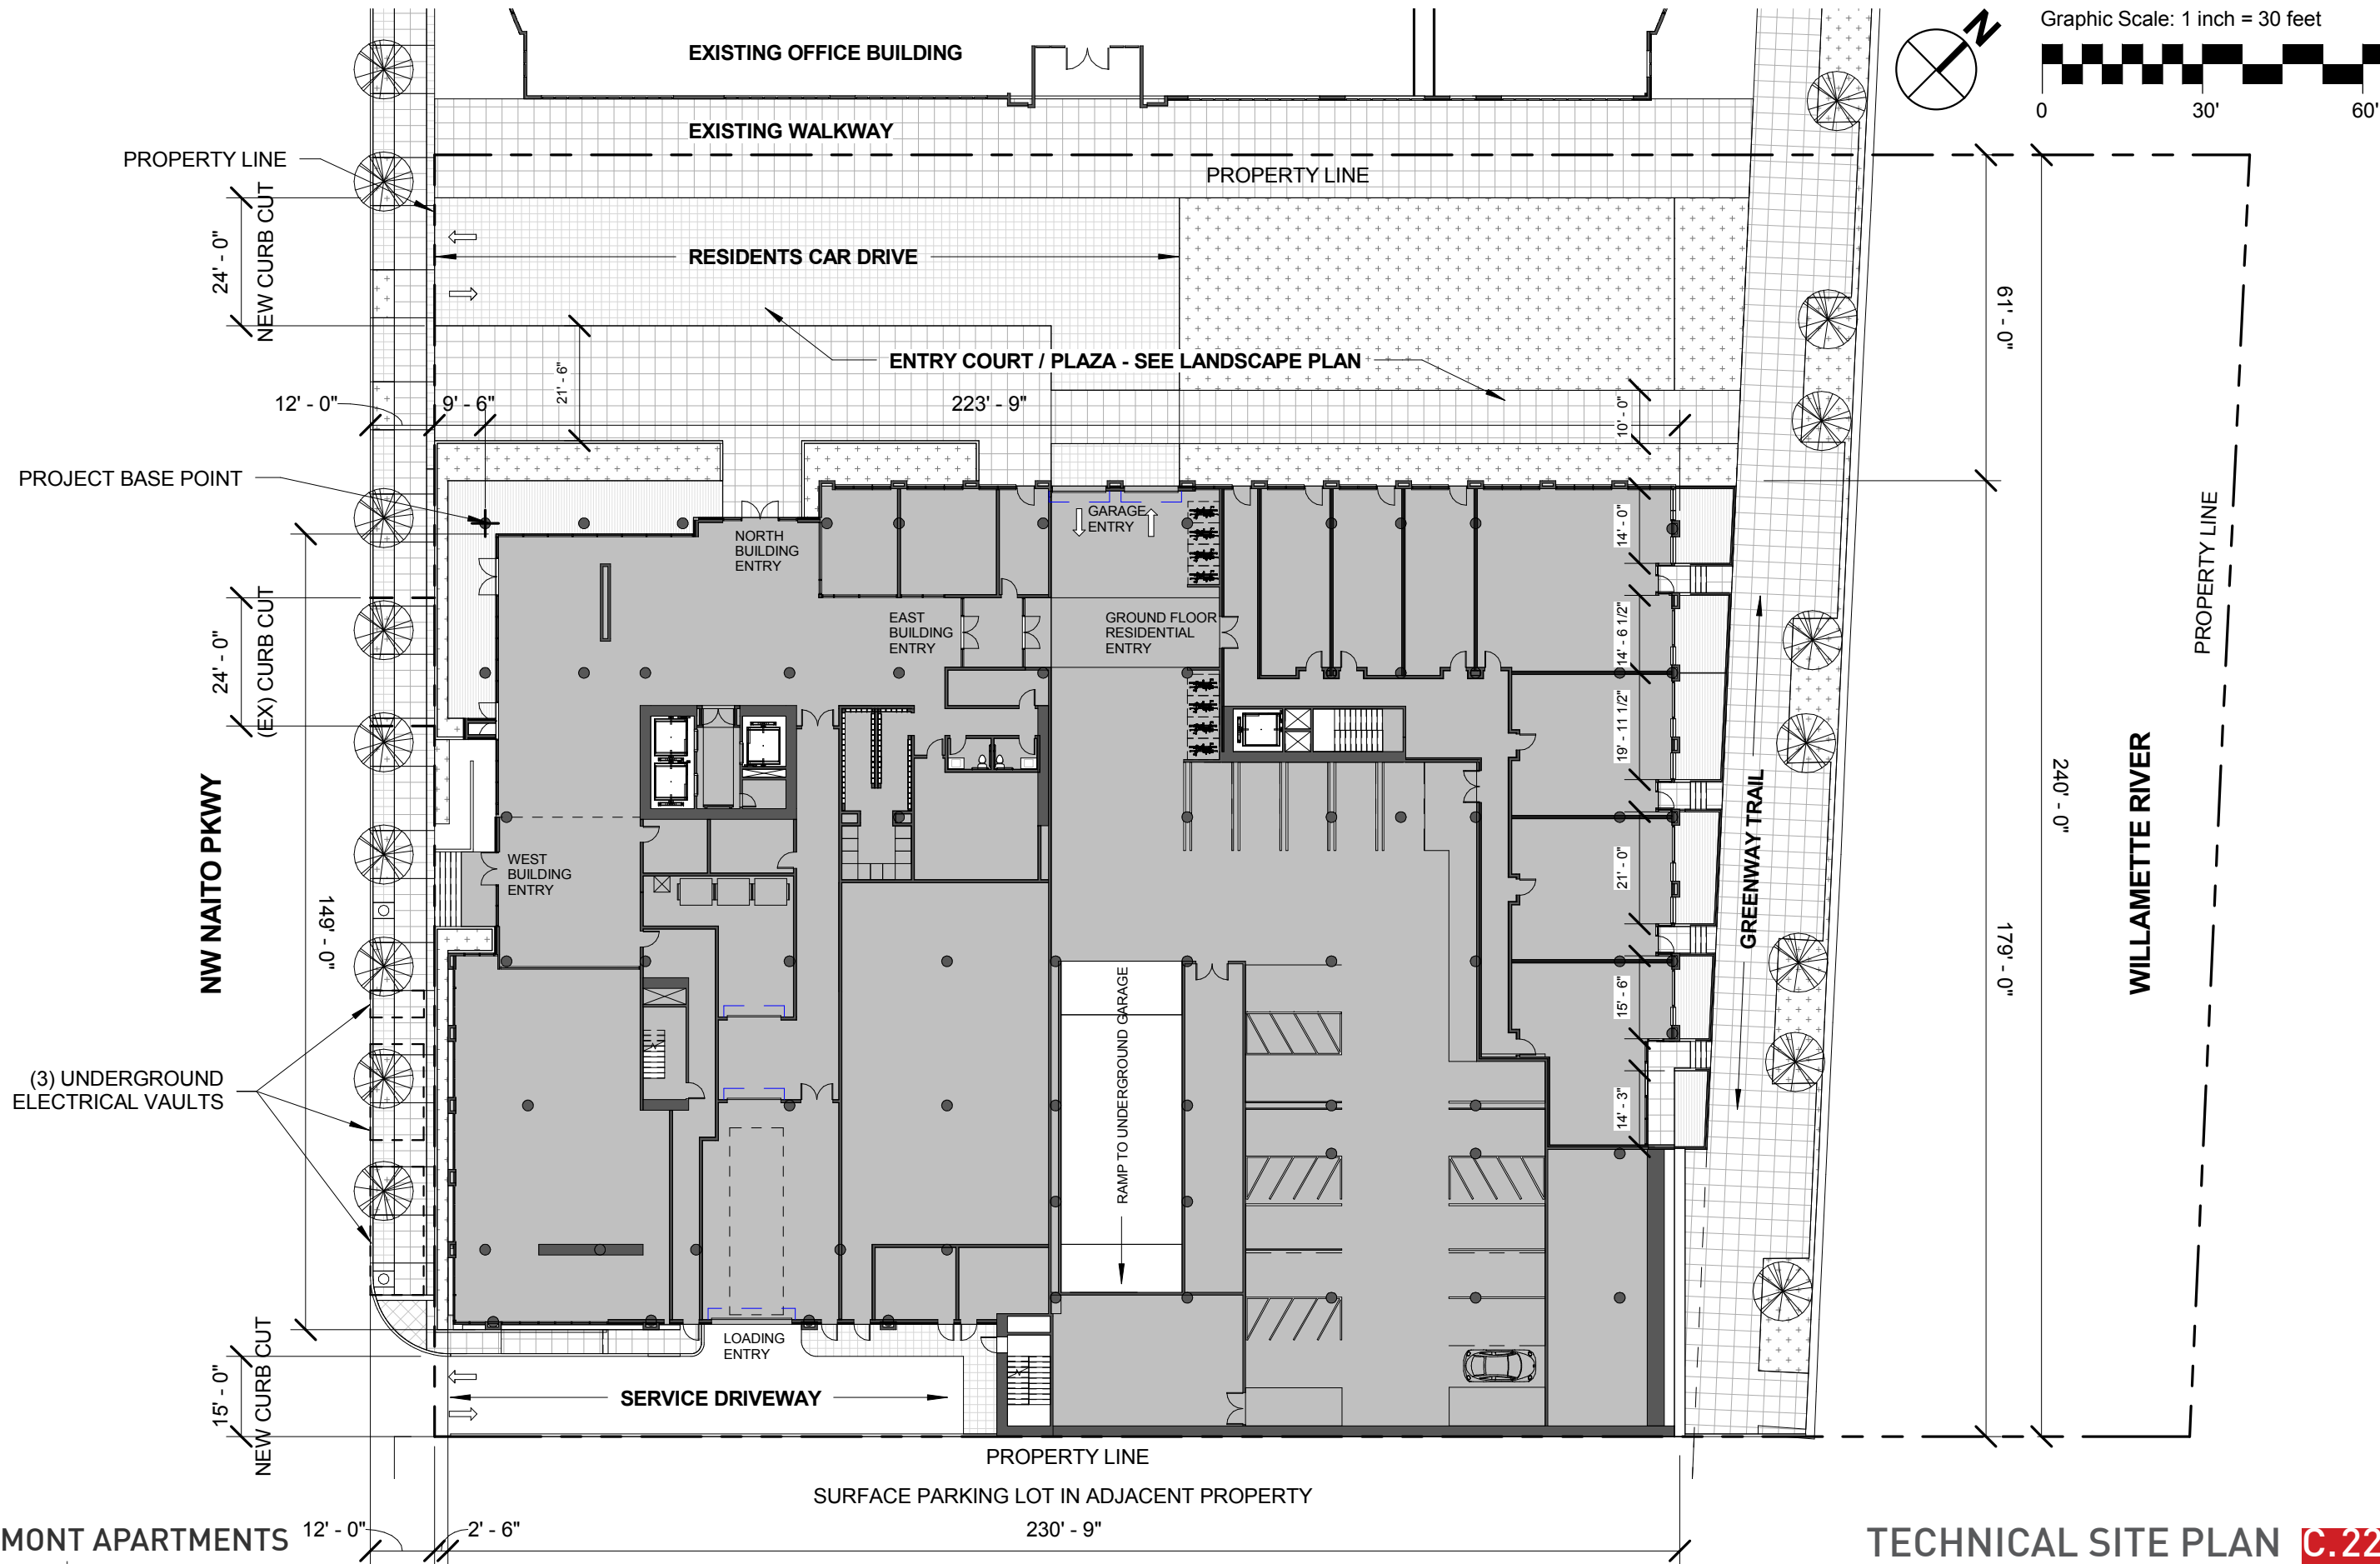 EXISTING OFFICE BUILDING
N
Graphic Scale: 1 inch = 30 feet
0
30'
60'
EXISTING WALKWAY
PROPERTY LINE
PROPERTY LINE
24' - 0"
NEW CURB CUT
RESIDENTS CAR DRIVE
61' - 0"
ENTRY COURT / PLAZA - SEE LANDSCAPE PLAN
21' - 6"
12' - 0"
9' - 6"
223' - 9"
10' - 0"
PROJECT BASE POINT
GARAGE
ENTRY
NORTH
BUILDING
ENTRY
14' - 0"
PROPERTY LINE
24' - 0"
(EX) CURB CUT
EAST
BUILDING
ENTRY
GROUND FLOOR
RESIDENTIAL
ENTRY
14' - 6 1/2"
19' - 11 1/2"
240' - 0"
NW NAITO PKWY
WEST
BUILDING
ENTRY
149' - 0"
21' - 0"
GREENWAY TRAIL
WILLAMETTE RIVER
179' - 0"
RAMP TO UNDERGROUND GARAGE
15' - 6"
(3) UNDERGROUND
ELECTRICAL VAULTS
14' - 3"
15' - 0"
NEW CURB CUT
LOADING
ENTRY
SERVICE DRIVEWAY
PROPERTY LINE
SURFACE PARKING LOT IN ADJACENT PROPERTY
12' - 0"
2' - 6"
230' - 9"
MONT APARTMENTS
TECHNICAL SITE PLAN C.22